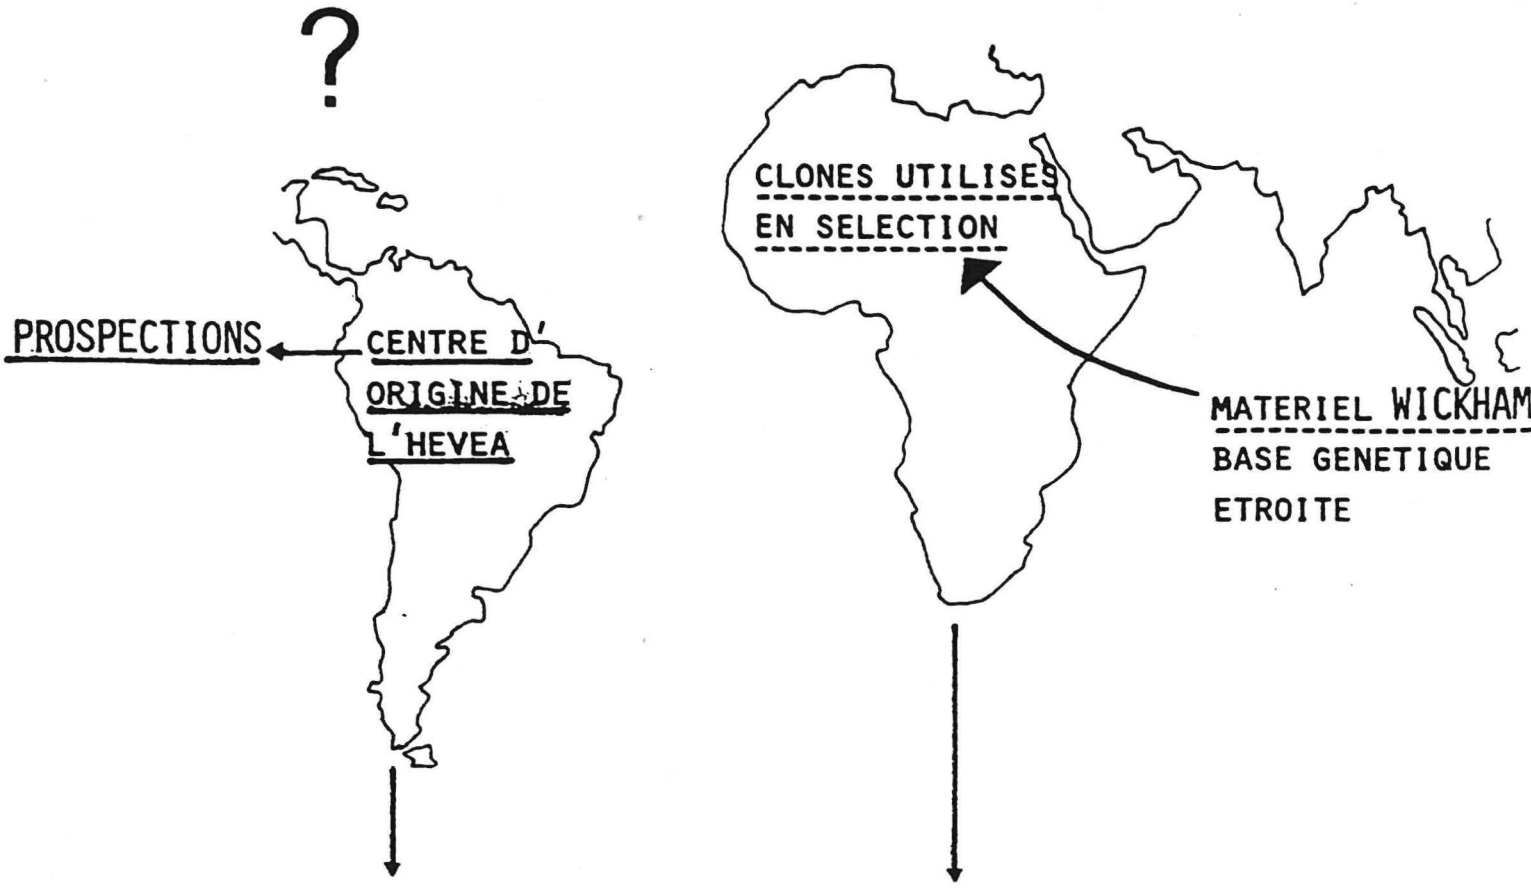 ?
CLONES UTILISES
EN SELECTION
PROSPECTIONS
CENTRE D'
ORIGINE DE
L'HEVEA
MATERIEL WICKHAM
BASE GENETIQUE
ETROITE